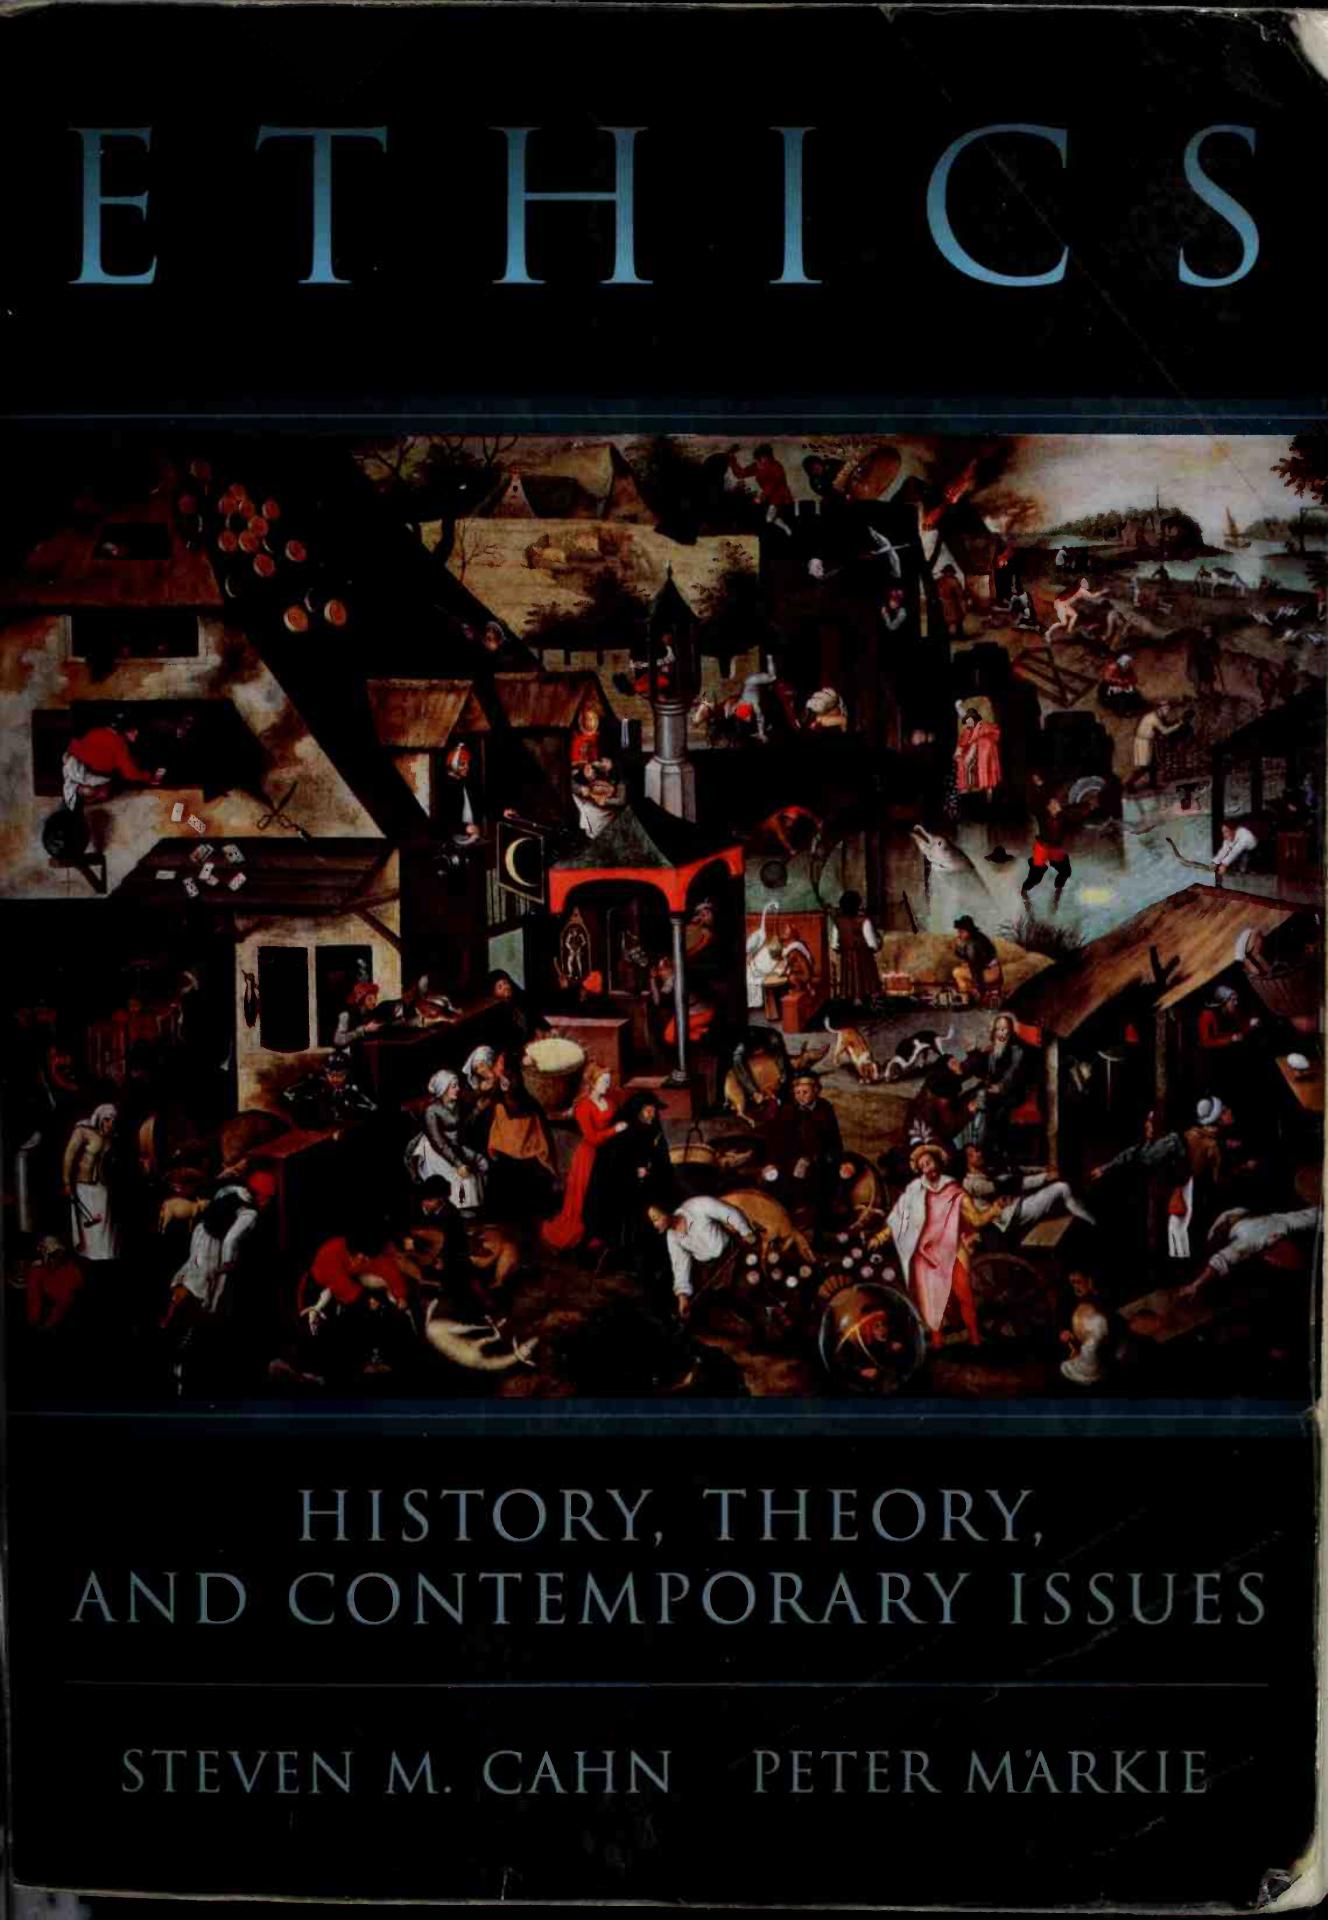 ETHICS
HISTORY, THEORY,
AND CONTEMPORARY ISSUES
STEVEN M. CAHN PETER MARKIE